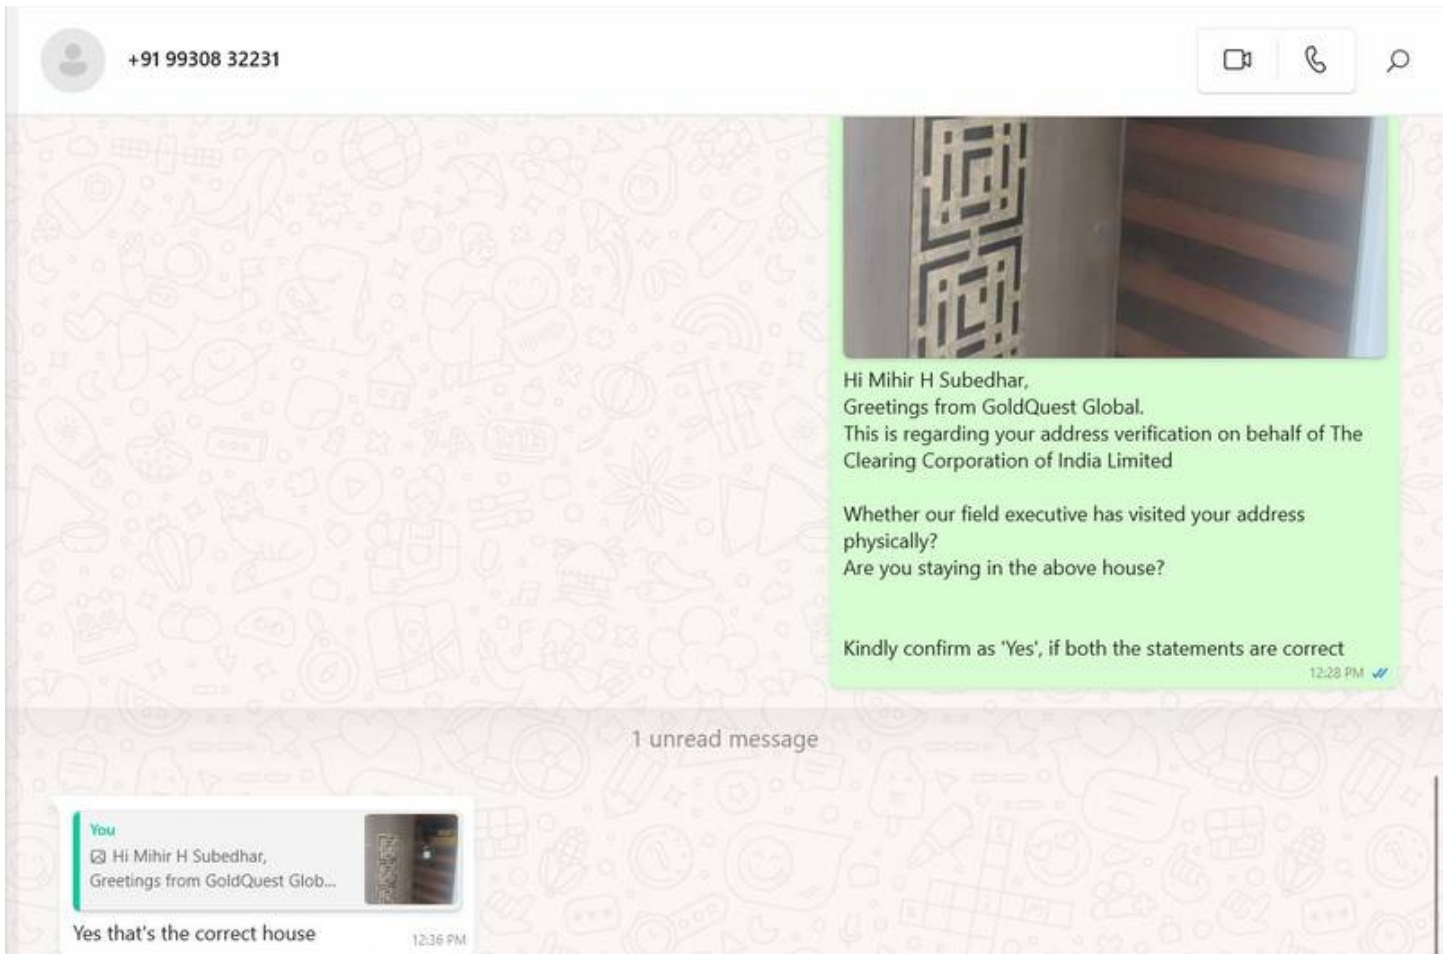 +91 99308 32231
Hi Mihir H Subedhar,
Greetings from GoldQuest Global.
This is regarding your address verification on behalf of The
Clearing Corporation of India Limited
Whether our field executive has visited your address
physically?
Are you staying in the above house?
Kindly confirm as 'Yes', if both the statements are correct
12:28 PM
1 unread message
You
Hi Mihir H Subedhar,
Greetings from GoldQuest Glob...
Yes that's the correct house
12:36 PM